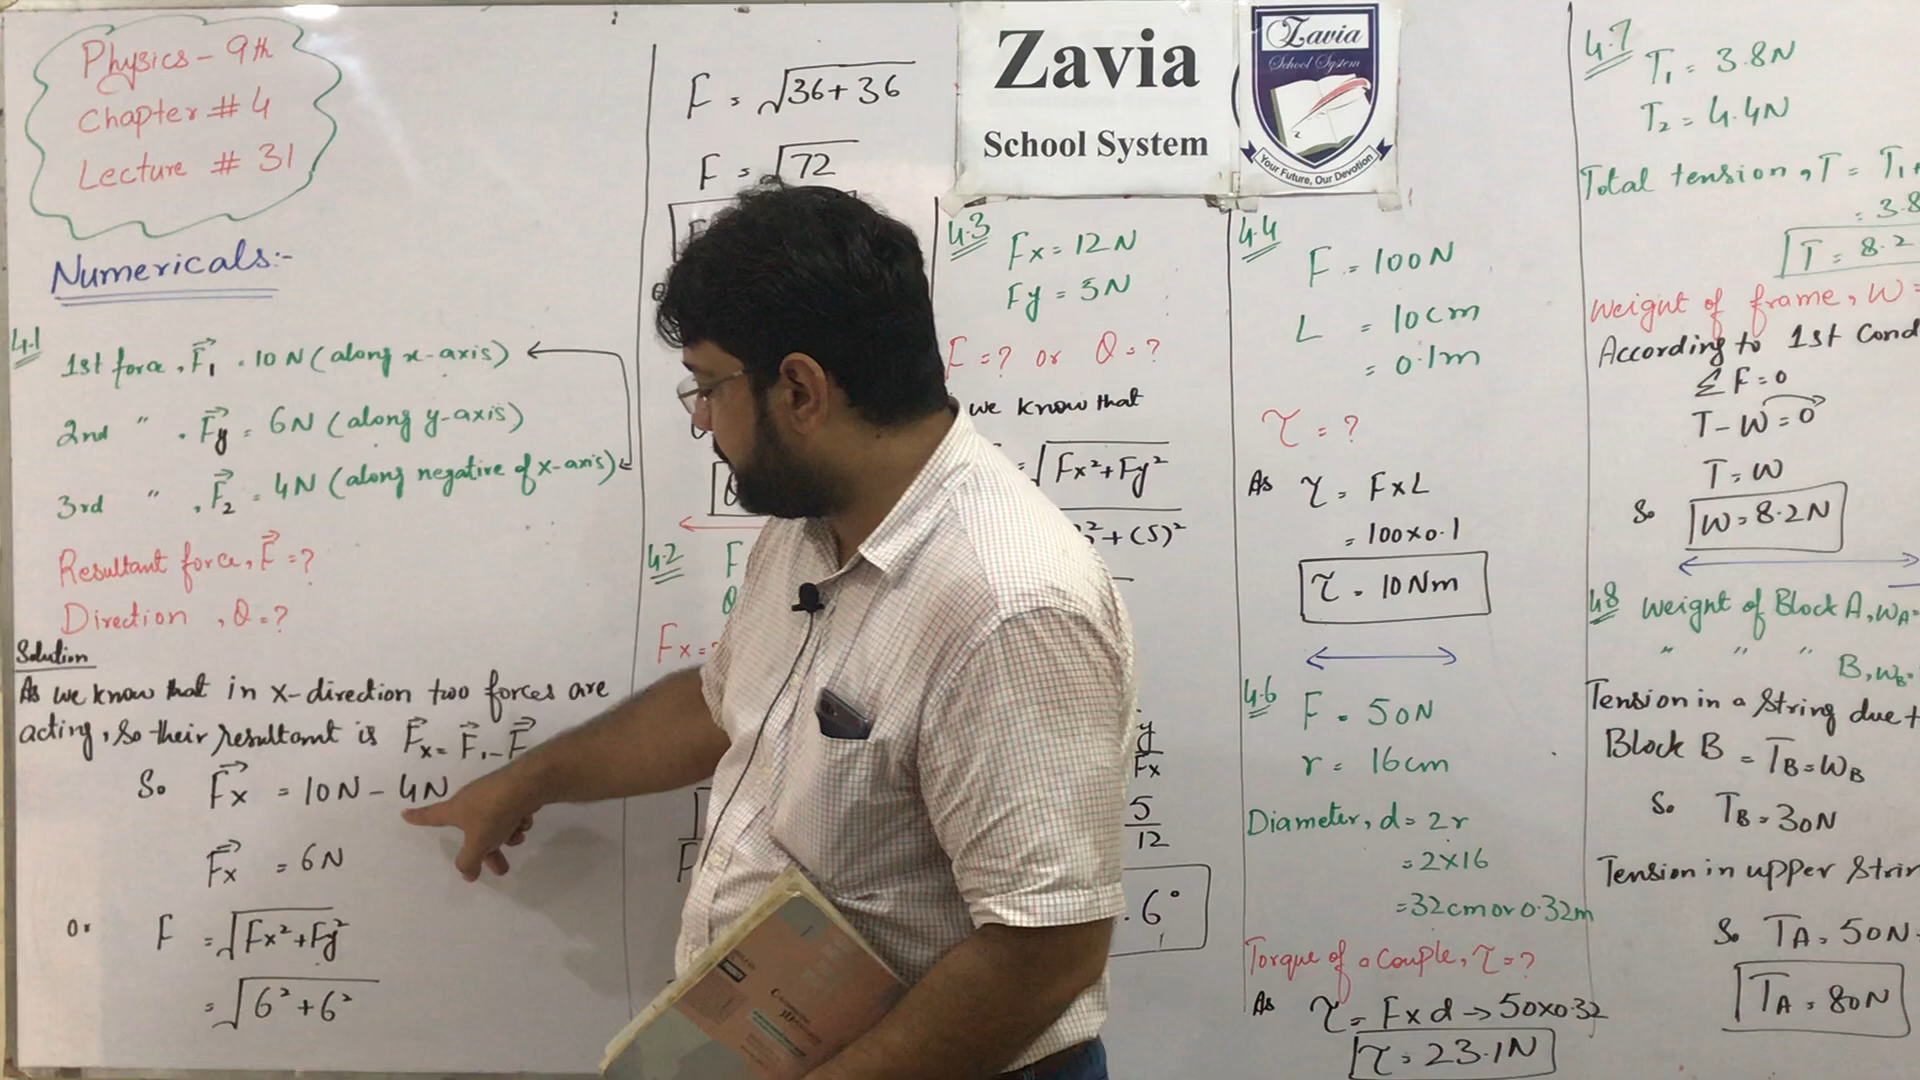 Physics - 9th
Chapter # 4
Lecture # 31
Numericals:-
4.1
1st force, F₁ = 10 N (along x-axis)
2nd " , Fy = 6N (along y-axis)
3rd " , F₂ = 4N (along negative of x-axis)
Resultant force, F = ?
Direction , θ = ?
Solution
As we know that in x-direction two forces are
acting, So their resultant is Fx = F₁ - F
So Fx = 10N - 4N
Fx = 6N
Or F = √Fx²+Fy²
= √6²+6²
F = √36+36
F = √72
4.2
F
θ
Fx =
Zavia
School System
Zavia
School System
Your Future, Our Devotion
4.3
Fx = 12N
Fy = 5N
F = ? or θ = ?
we know that
= √Fx²+Fy²
² + (5)²
y
Fx
5
12
.6°
4.4
F = 100N
L = 10cm
= 0.1m
τ = ?
As τ = F×L
= 100×0.1
τ = 10Nm
4.6
F = 50N
r = 16cm
Diameter, d = 2r
= 2×16
= 32cm or 0.32m
Torque of a couple, τ = ?
As τ = F×d → 50×0.32
τ = 23.1N
4.7
T₁ = 3.8N
T₂ = 4.4N
Total tension, T = T₁+
= 3.8
T = 8.2
Weight of frame, W =
According to 1st Cond
ΣF=0
T-W=0
T=W
So W=8.2N
4.8 Weight of Block A, WA=
" " " B, WB=
Tension in a String due t
Block B = TB=WB
So TB=30N
Tension in upper Strin
So TA = 50N
TA = 80N